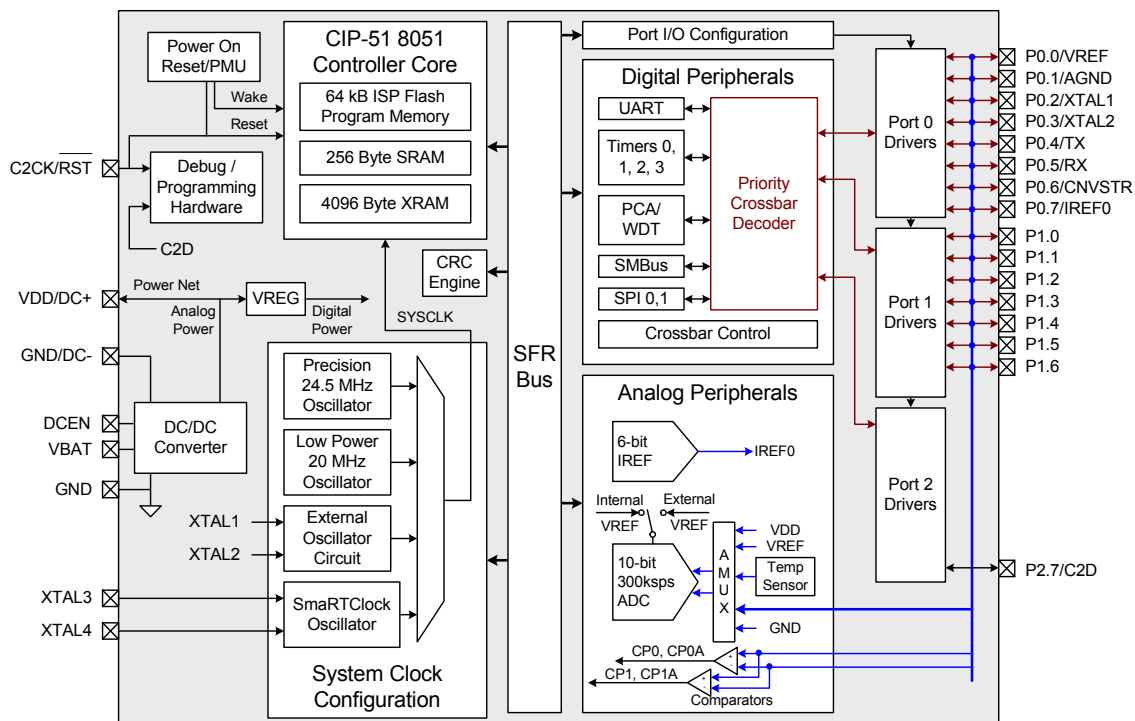 Power On
Reset/PMU
Wake
Reset
C2CK/RST
Debug /
Programming
Hardware
C2D
CIP-51 8051
Controller Core
64 kB ISP Flash
Program Memory
256 Byte SRAM
4096 Byte XRAM
CRC
Engine
VDD/DC+
Power Net
Analog
Power
VREG
Digital
Power
SYSCLK
GND/DC-
DCEN
VBAT
GND
DC/DC
Converter
XTAL1
XTAL2
XTAL3
XTAL4
Precision
24.5 MHz
Oscillator
Low Power
20 MHz
Oscillator
External
Oscillator
Circuit
SmaRTClock
Oscillator
System Clock
Configuration
SFR
Bus
Port I/O Configuration
Digital Peripherals
UART
Timers 0,
1, 2, 3
PCA/
WDT
SMBus
SPI 0,1
Priority
Crossbar
Decoder
Crossbar Control
Analog Peripherals
6-bit
IREF
IREF0
Internal
VREF
External
VREF
10-bit
300ksps
ADC
A
M
U
X
VDD
VREF
Temp
Sensor
GND
CP0, CP0A
+
-
CP1, CP1A
+
-
Comparators
Port 0
Drivers
Port 1
Drivers
Port 2
Drivers
P0.0/VREF
P0.1/AGND
P0.2/XTAL1
P0.3/XTAL2
P0.4/TX
P0.5/RX
P0.6/CNVSTR
P0.7/IREF0
P1.0
P1.1
P1.2
P1.3
P1.4
P1.5
P1.6
P2.7/C2D